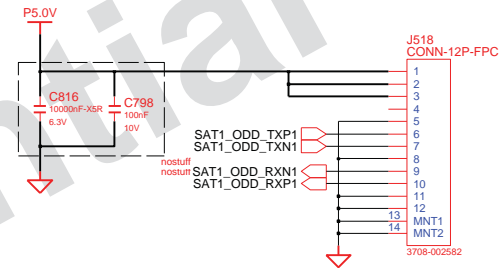 P5.0V
J518
CONN-12P-FPC
C816
10000nF-X5R
6.3V
C798
100nF
10V
nostuff
nostuff
SAT1_ODD_TXP1
SAT1_ODD_TXN1
SAT1_ODD_RXN1
SAT1_ODD_RXP1
1
2
3
4
5
6
7
8
9
10
11
12
13 MNT1
14 MNT2
3708-002582